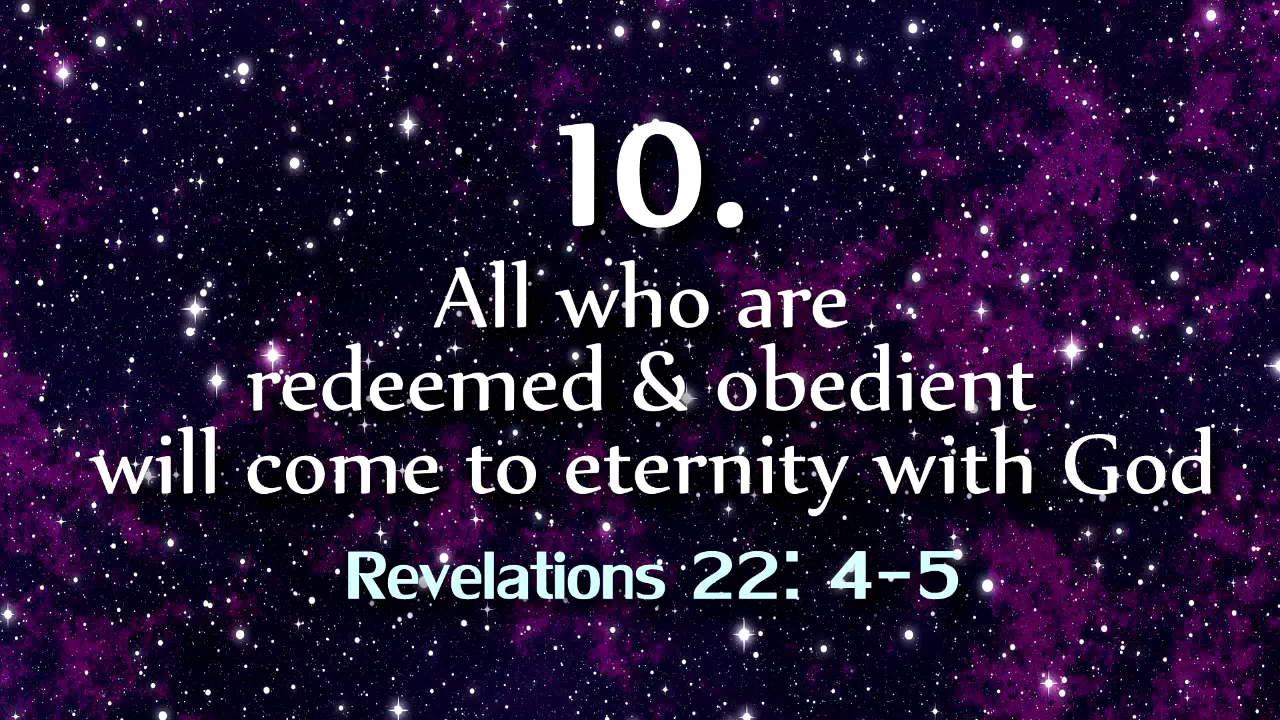 10.
All who are
redeemed & obedient
will come to eternity with God
Revelations 22: 4-5